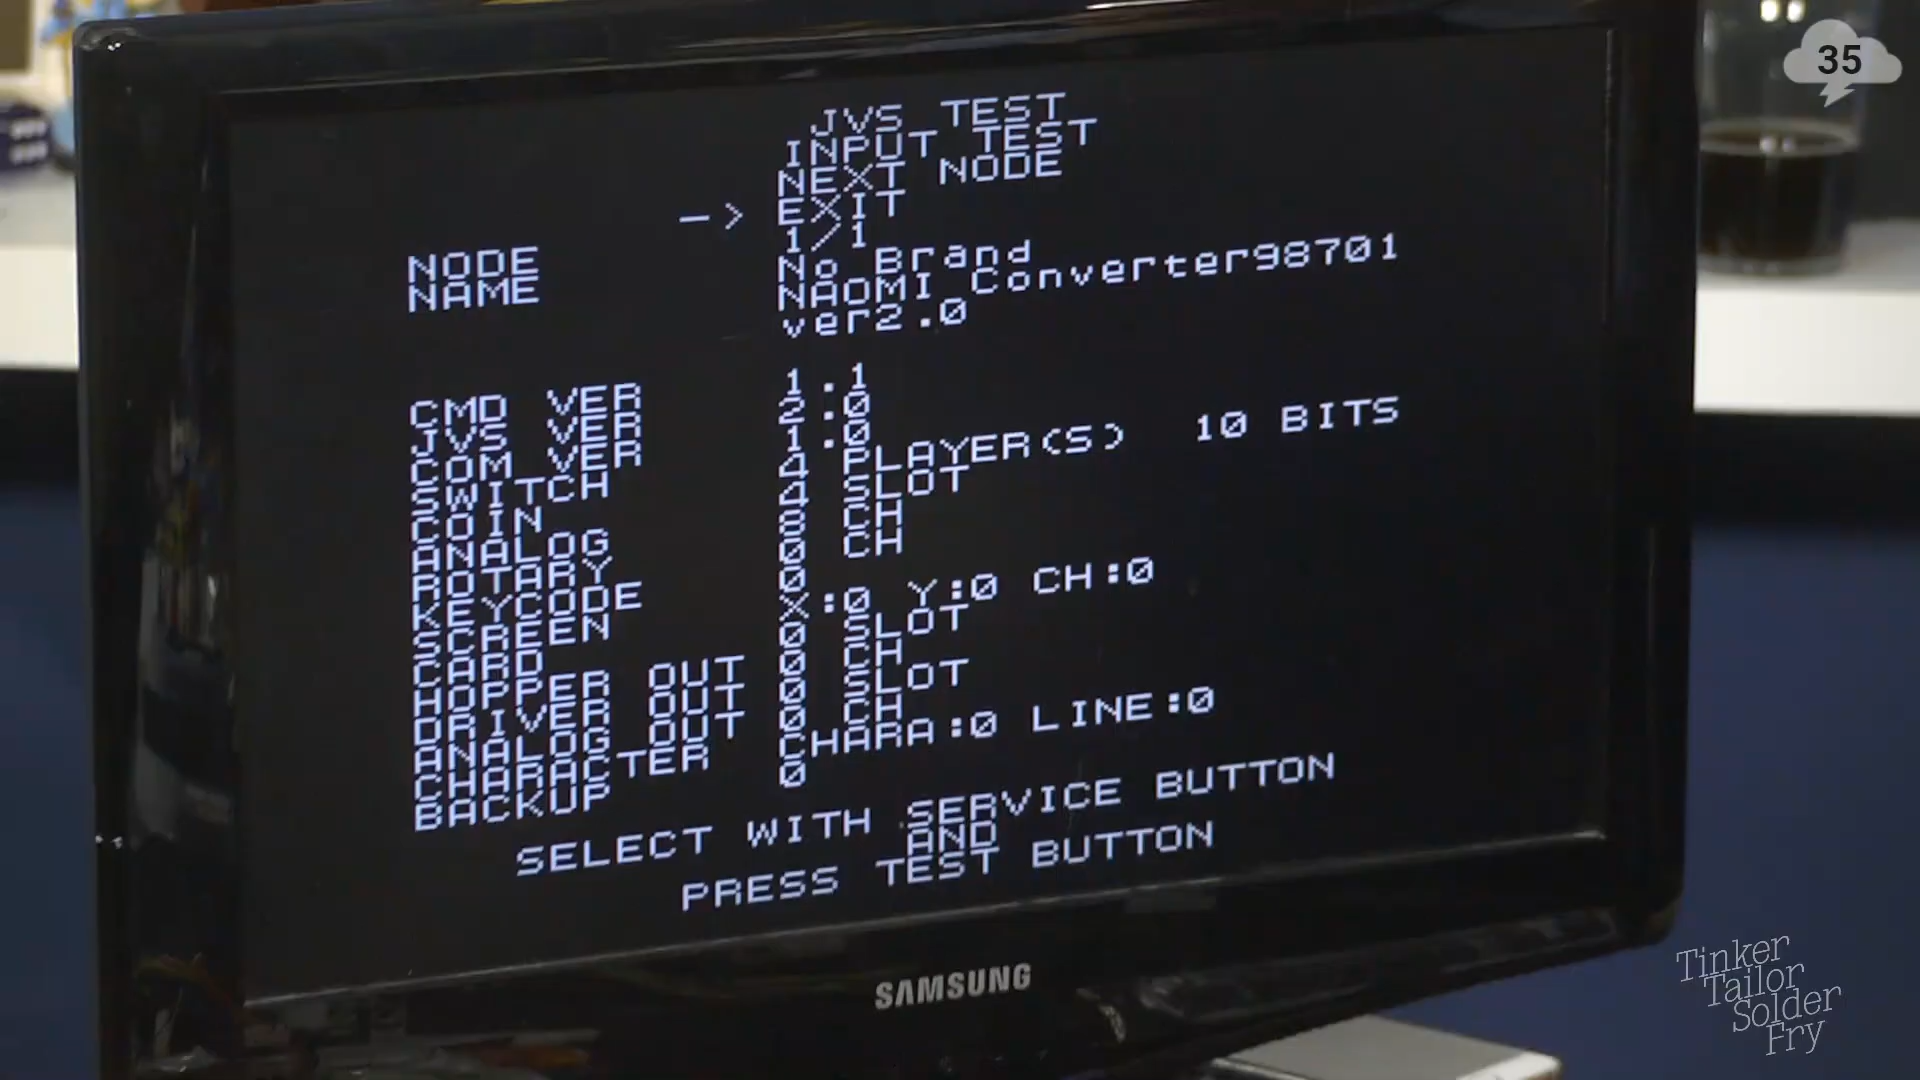 35
JVS TEST
INPUT TEST
NEXT NODE
-> EXIT
NODE 1/1
NAME No Brand
NAOMI Converter98701
ver2.0
CMD VER 1.1
JVS VER 2.0
COM VER 1.0
SWITCH 4 PLAYER(S) 10 BITS
COIN 4 SLOT
ANALOG 8 CH
ROTARY 0 CH
KEYCODE 0
SCREEN X:0 Y:0 CH:0
CARD 0 SLOT
HOPPER OUT 0 CH
DRIVER OUT 0 SLOT
ANALOG OUT 0 CH
CHARACTER CHARA:0 LINE:0
BACKUP 0
SELECT WITH SERVICE BUTTON
AND
PRESS TEST BUTTON
SAMSUNG
Tinker
Tailor
Solder
Fry